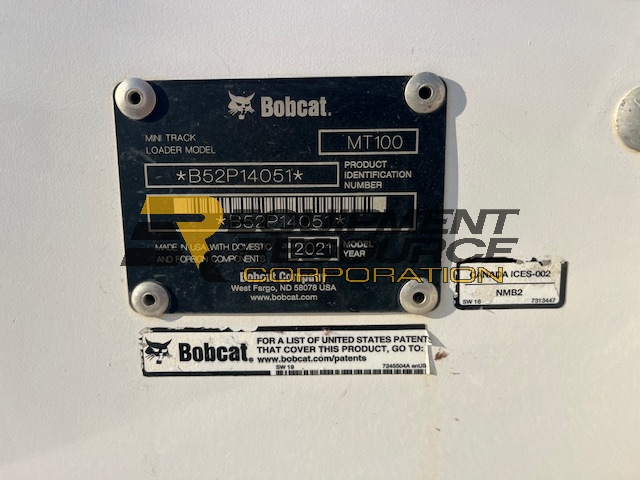 Bobcat.
MINI TRACK
LOADER MODEL
MT100
*B52P14051*
PRODUCT
IDENTIFICATION
NUMBER
*B52P14051*
MADE IN USA WITH DOMESTIC
AND FOREIGN COMPONENTS
2021
MODEL
YEAR
Bobcat Company
West Fargo, ND 58078 USA
www.bobcat.com
CORPORATION
CANADA ICES-002
NMB2
SW 16 7313447
Bobcat.
FOR A LIST OF UNITED STATES PATENTS
THAT COVER THIS PRODUCT, GO TO:
www.bobcat.com/patents
SW 19 7245504A enUS